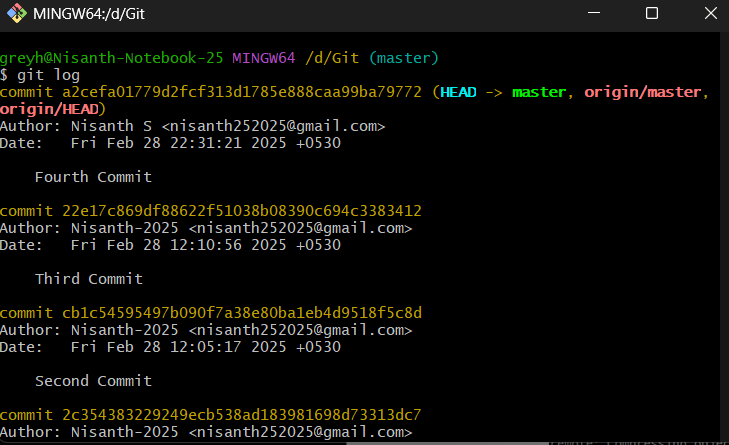 MINGW64:/d/Git
greyh@Nisanth-Notebook-25 MINGW64 /d/Git (master)
$ git log
commit a2cefa01779d2fcf313d1785e888caa99ba79772 (HEAD -> master, origin/master,
origin/HEAD)
Author: Nisanth S <nisanth252025@gmail.com>
Date:   Fri Feb 28 22:31:21 2025 +0530
    Fourth Commit
commit 22e17c869df88622f51038b08390c694c3383412
Author: Nisanth-2025 <nisanth252025@gmail.com>
Date:   Fri Feb 28 12:10:56 2025 +0530
    Third Commit
commit cb1c54595497b090f7a38e80ba1eb4d9518f5c8d
Author: Nisanth-2025 <nisanth252025@gmail.com>
Date:   Fri Feb 28 12:05:17 2025 +0530
    Second Commit
commit 2c354383229249ecb538ad183981698d73313dc7
Author: Nisanth-2025 <nisanth252025@gmail.com>